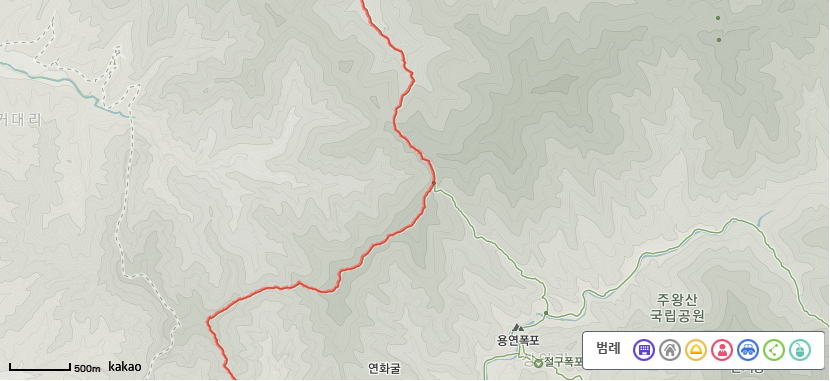 거대리
주왕산
국립공원
용연폭포
절구폭포
연화굴
범례
500m kakao